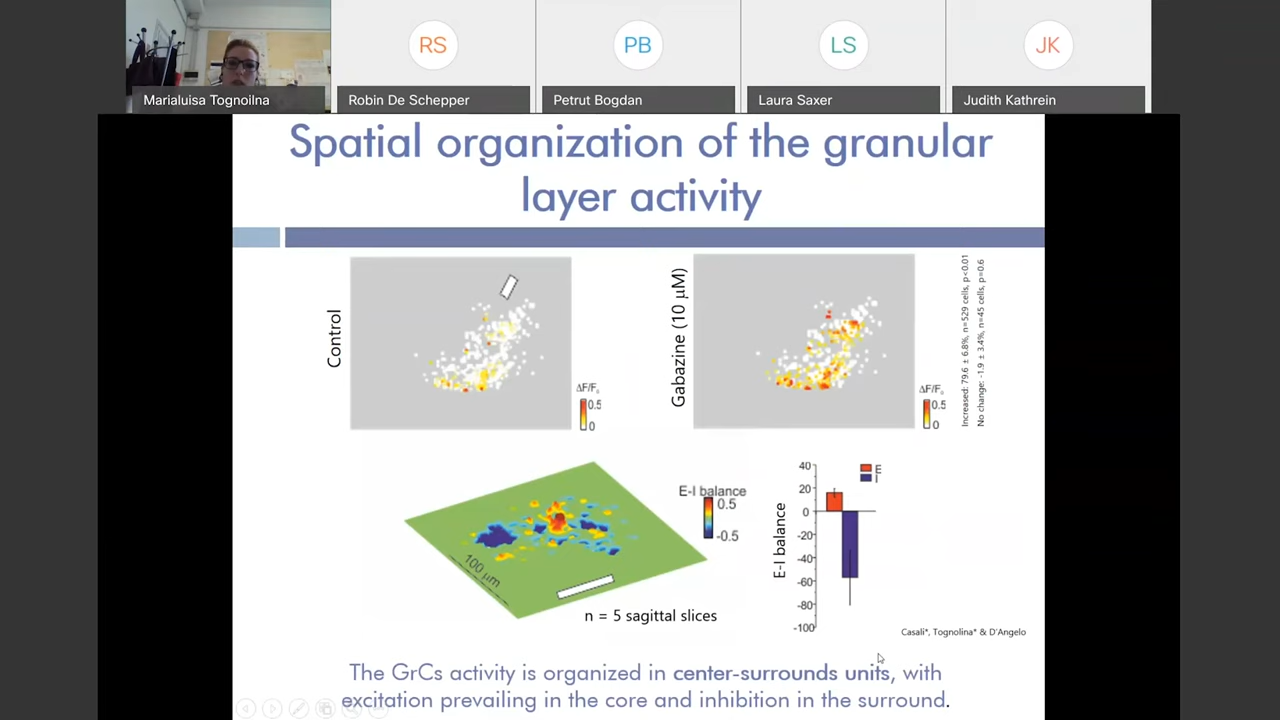 RS
PB
LS
JK
Marialuisa Tognoilna
Robin De Schepper
Petrut Bogdan
Laura Saxer
Judith Kathrein
Spatial organization of the granular
layer activity
Control
ΔF/F₀
0.5
0
Gabazine (10 μM)
ΔF/F₀
0.5
0
Increased: 79.6 ± 6.8%, n=529 cells, p<0.01
No change: -1.9 ± 3.4%, n=45 cells, p=0.6
100 μm
E-I balance
0.5
-0.5
n = 5 sagittal slices
E-I balance
40
20
0
-20
-40
-60
-80
-100
E
I
Casali*, Tognolina* & D'Angelo
The GrCs activity is organized in center-surrounds units, with
excitation prevailing in the core and inhibition in the surround.